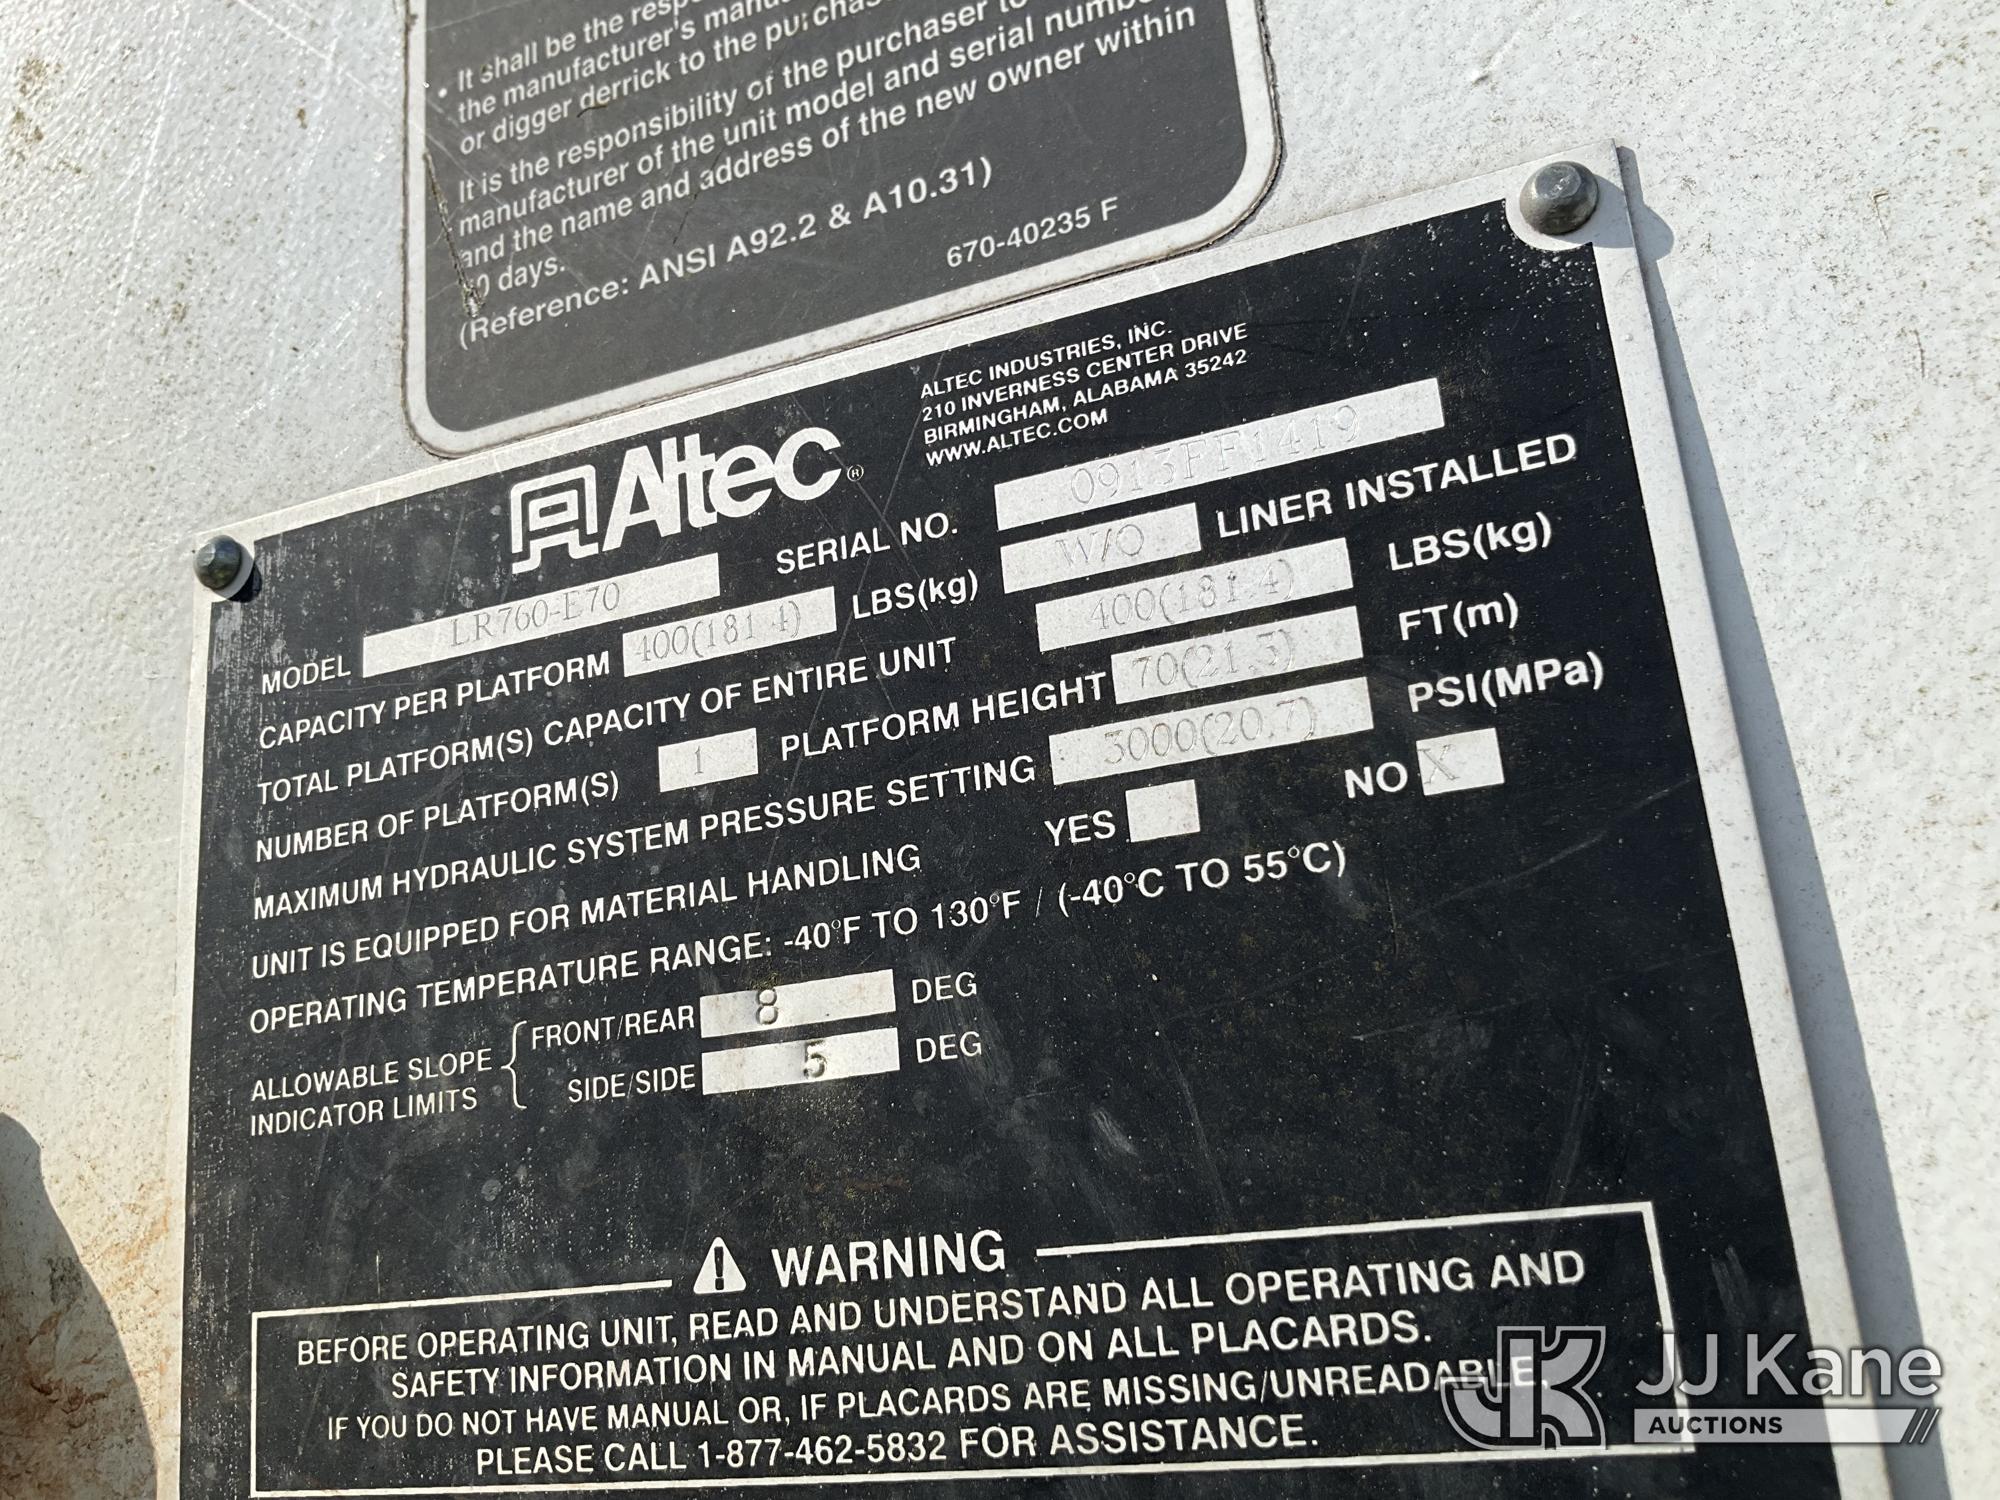 • It shall be the
the manufacturer's
or digger derrick to the
It is the responsibility of the purchaser to
manufacturer of the unit model and serial
and the name and address of the new owner within
days.
(Reference: ANSI A92.2 & A10.31)
670-40235 F
Altec®
ALTEC INDUSTRIES, INC.
210 INVERNESS CENTER DRIVE
BIRMINGHAM, ALABAMA 35242
WWW.ALTEC.COM
MODEL LR760-E70 SERIAL NO. 0913FF1419
CAPACITY PER PLATFORM 400(181.4) LBS(kg) W/O LINER INSTALLED
TOTAL PLATFORM(S) CAPACITY OF ENTIRE UNIT 400(181.4) LBS(kg)
NUMBER OF PLATFORM(S) 1 PLATFORM HEIGHT 70(21.3) FT(m)
MAXIMUM HYDRAULIC SYSTEM PRESSURE SETTING 3000(20.7) PSI(MPa)
UNIT IS EQUIPPED FOR MATERIAL HANDLING YES NO X
OPERATING TEMPERATURE RANGE: -40°F TO 130°F / (-40°C TO 55°C)
ALLOWABLE SLOPE INDICATOR LIMITS
FRONT/REAR 8 DEG
SIDE/SIDE 5 DEG
⚠ WARNING
BEFORE OPERATING UNIT, READ AND UNDERSTAND ALL OPERATING AND
SAFETY INFORMATION IN MANUAL AND ON ALL PLACARDS.
IF YOU DO NOT HAVE MANUAL OR, IF PLACARDS ARE MISSING/UNREADABLE,
PLEASE CALL 1-877-462-5832 FOR ASSISTANCE.
JK JJ Kane
AUCTIONS